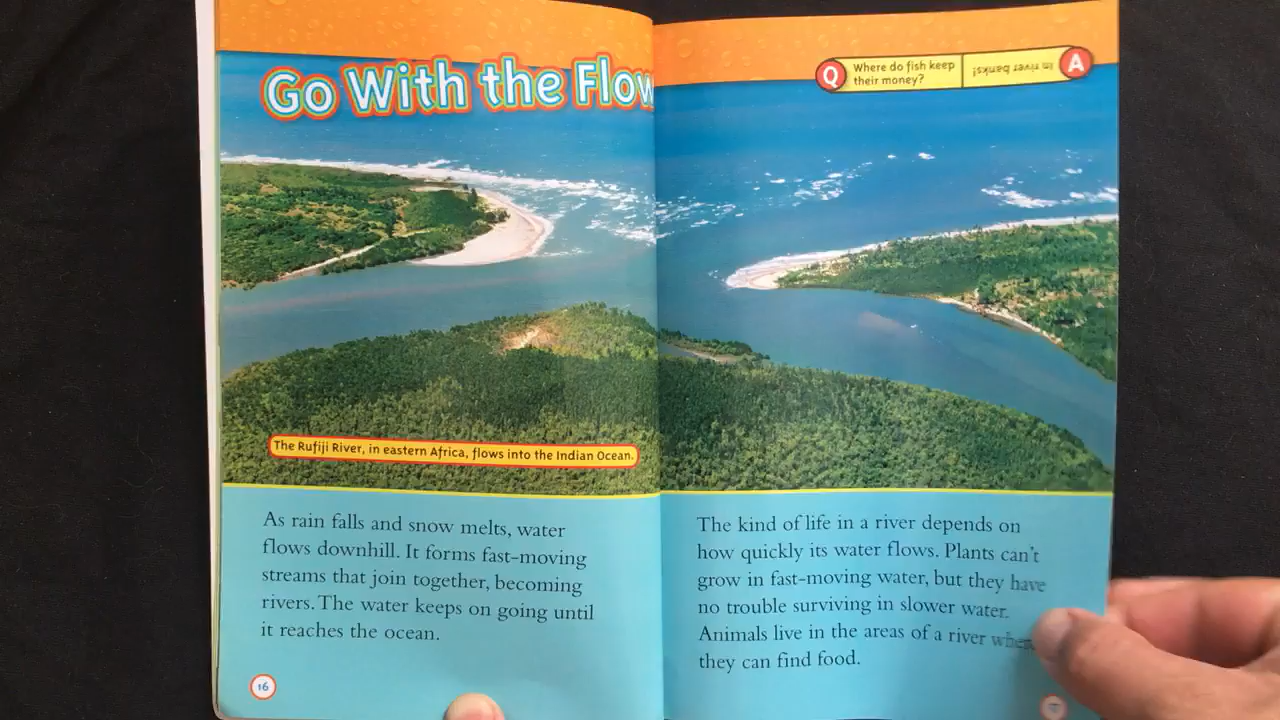 Go With the Flow
The Rufiji River, in eastern Africa, flows into the Indian Ocean.
As rain falls and snow melts, water
flows downhill. It forms fast-moving
streams that join together, becoming
rivers. The water keeps on going until
it reaches the ocean.
16
Q
Where do fish keep
their money?
In river banks!
A
The kind of life in a river depends on
how quickly its water flows. Plants can't
grow in fast-moving water, but they have
no trouble surviving in slower water.
Animals live in the areas of a river where
they can find food.